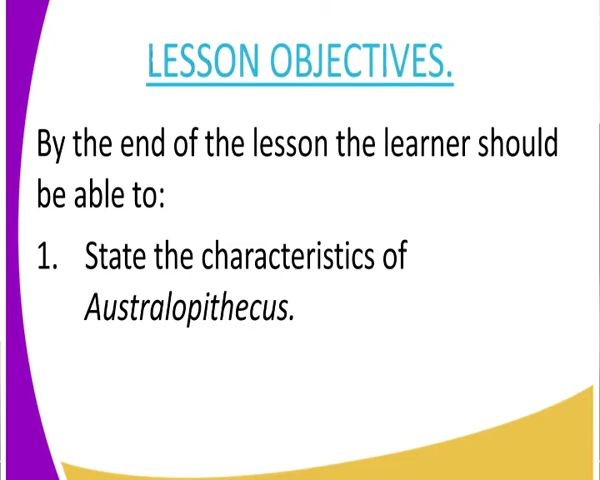 LESSON OBJECTIVES.
By the end of the lesson the learner should
be able to:
1. State the characteristics of
Australopithecus.